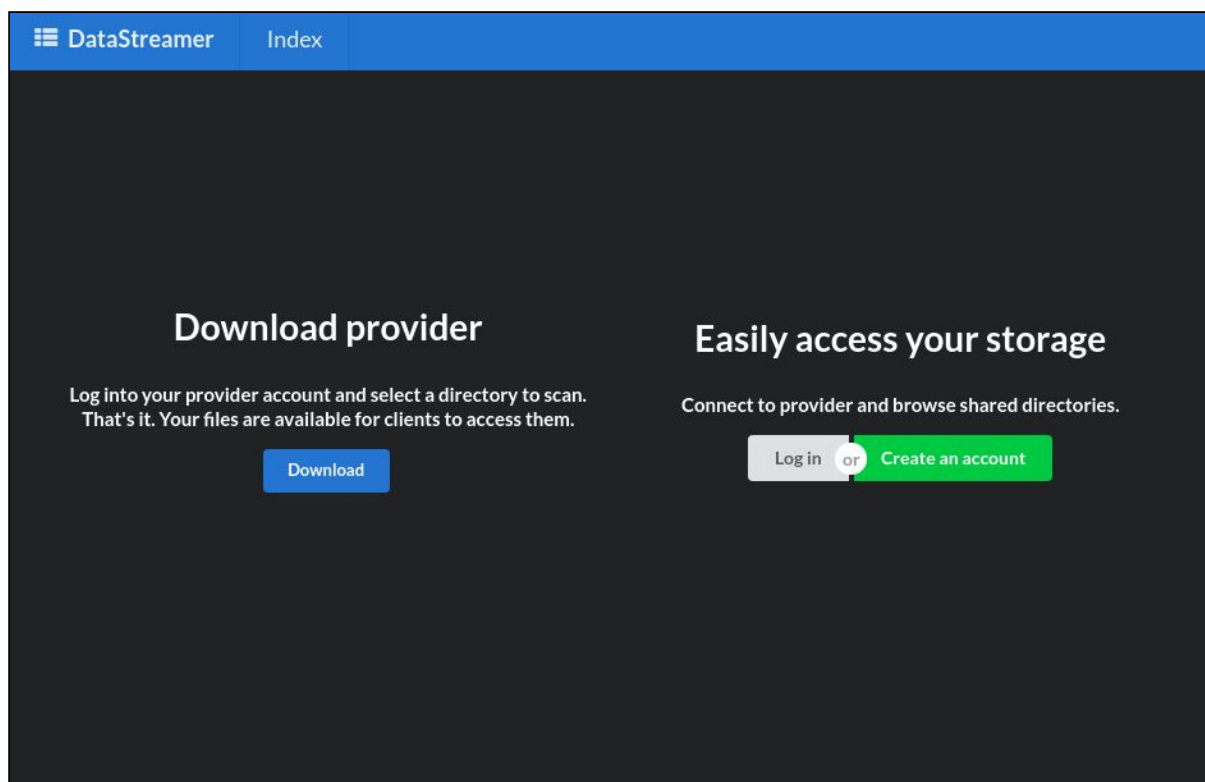 DataStreamer
Index
Download provider
Log into your provider account and select a directory to scan.
That's it. Your files are available for clients to access them.
Download
Easily access your storage
Connect to provider and browse shared directories.
Log in or Create an account